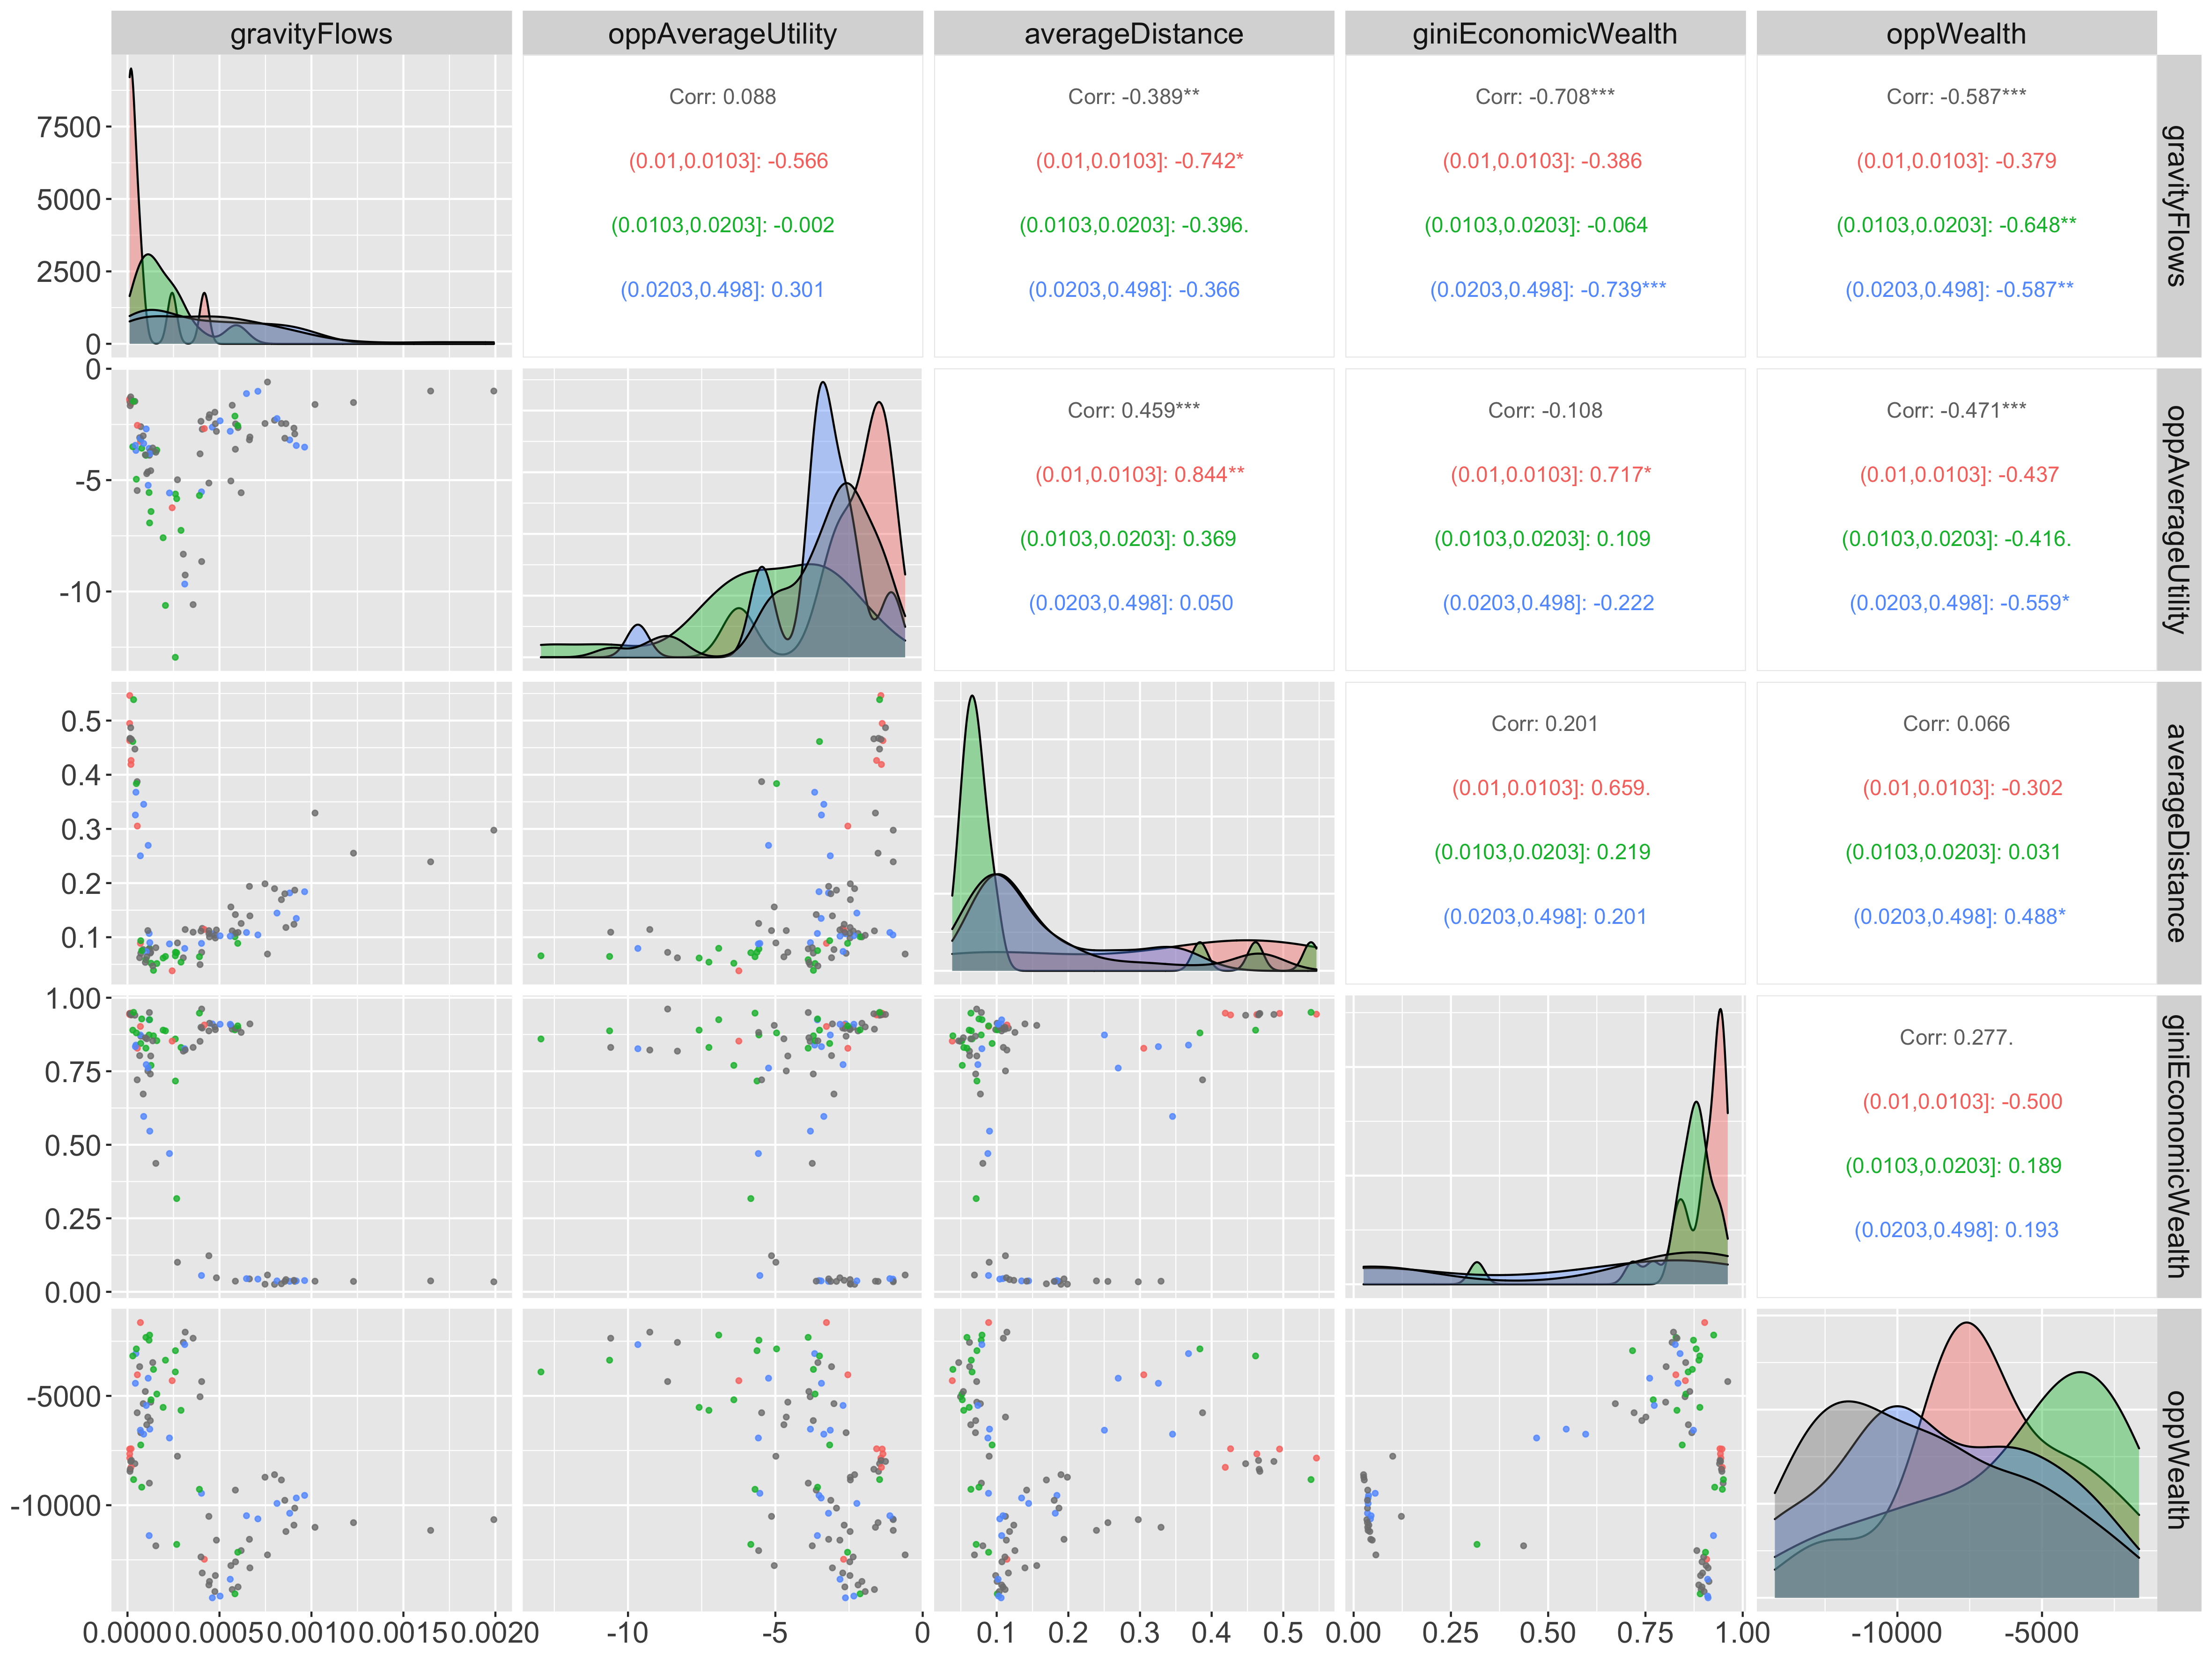 gravityFlows oppAverageUtility averageDistance giniEconomicWealth oppWealth
Corr: 0.088 Corr: -0.389** Corr: -0.708*** Corr: -0.587***
7500 (0.01,0.0103]: -0.566 (0.01,0.0103]: -0.742* (0.01,0.0103]: -0.386 (0.01,0.0103]: -0.379 gravityFlows
5000 (0.0103,0.0203]: -0.002 (0.0103,0.0203]: -0.396. (0.0103,0.0203]: -0.064 (0.0103,0.0203]: -0.648**
2500 (0.0203,0.498]: 0.301 (0.0203,0.498]: -0.366 (0.0203,0.498]: -0.739*** (0.0203,0.498]: -0.587**
0
0 Corr: 0.459*** Corr: -0.108 Corr: -0.471***
-5 (0.01,0.0103]: 0.844** (0.01,0.0103]: 0.717* (0.01,0.0103]: -0.437 oppAverageUtility
(0.0103,0.0203]: 0.369 (0.0103,0.0203]: 0.109 (0.0103,0.0203]: -0.416.
-10 (0.0203,0.498]: 0.050 (0.0203,0.498]: -0.222 (0.0203,0.498]: -0.559*
0.5 Corr: 0.201 Corr: 0.066
0.4 (0.01,0.0103]: 0.659. (0.01,0.0103]: -0.302 averageDistance
0.3 (0.0103,0.0203]: 0.219 (0.0103,0.0203]: 0.031
0.2 (0.0203,0.498]: 0.201 (0.0203,0.498]: 0.488*
0.1
1.00 Corr: 0.277.
0.75 (0.01,0.0103]: -0.500 giniEconomicWealth
0.50 (0.0103,0.0203]: 0.189
0.25 (0.0203,0.498]: 0.193
0.00
-5000 oppWealth
-10000
0.0000 0.0005 0.0010 0.0015 0.0020 -10 -5 0 0.1 0.2 0.3 0.4 0.5 0.00 0.25 0.50 0.75 1.00 -10000 -5000